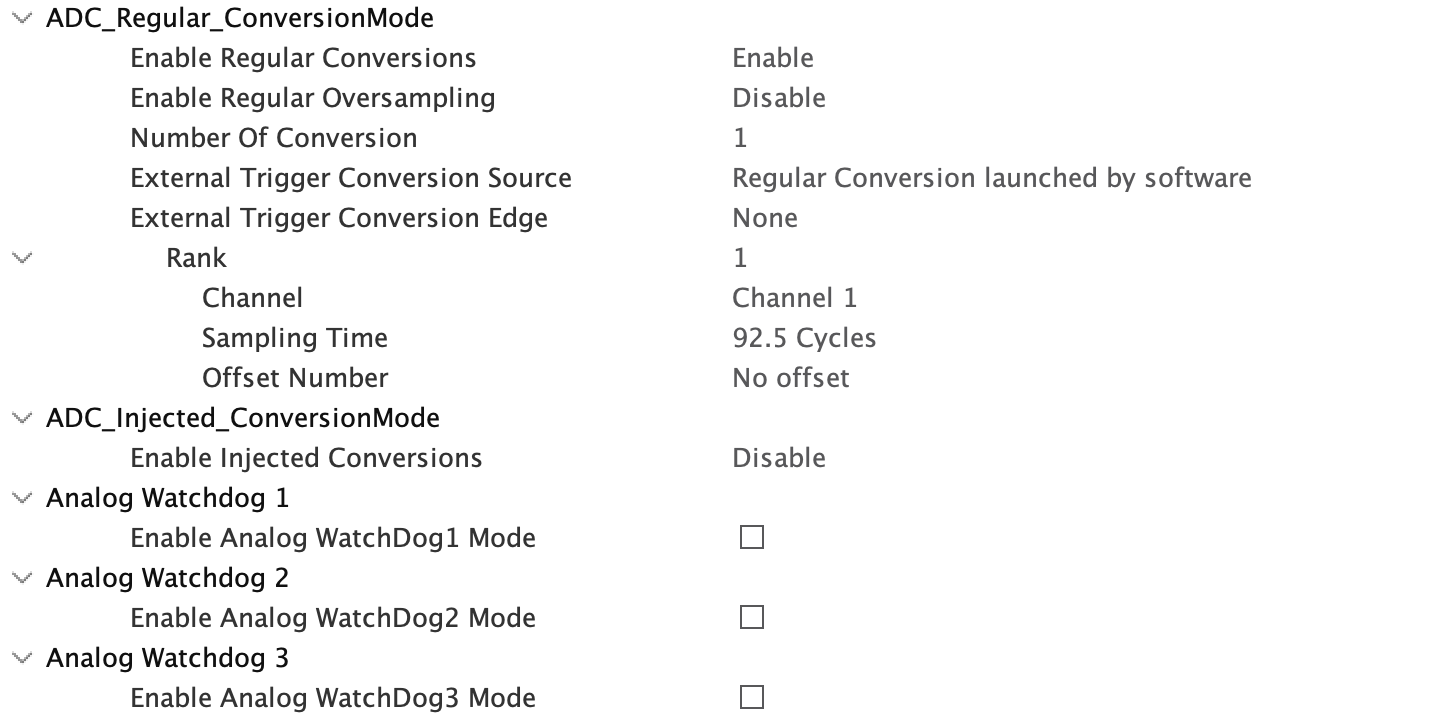 ADC_Regular_ConversionMode
Enable Regular Conversions Enable
Enable Regular Oversampling Disable
Number Of Conversion 1
External Trigger Conversion Source Regular Conversion launched by software
External Trigger Conversion Edge None
Rank 1
Channel Channel 1
Sampling Time 92.5 Cycles
Offset Number No offset
ADC_Injected_ConversionMode
Enable Injected Conversions Disable
Analog Watchdog 1
Enable Analog WatchDog1 Mode
Analog Watchdog 2
Enable Analog WatchDog2 Mode
Analog Watchdog 3
Enable Analog WatchDog3 Mode